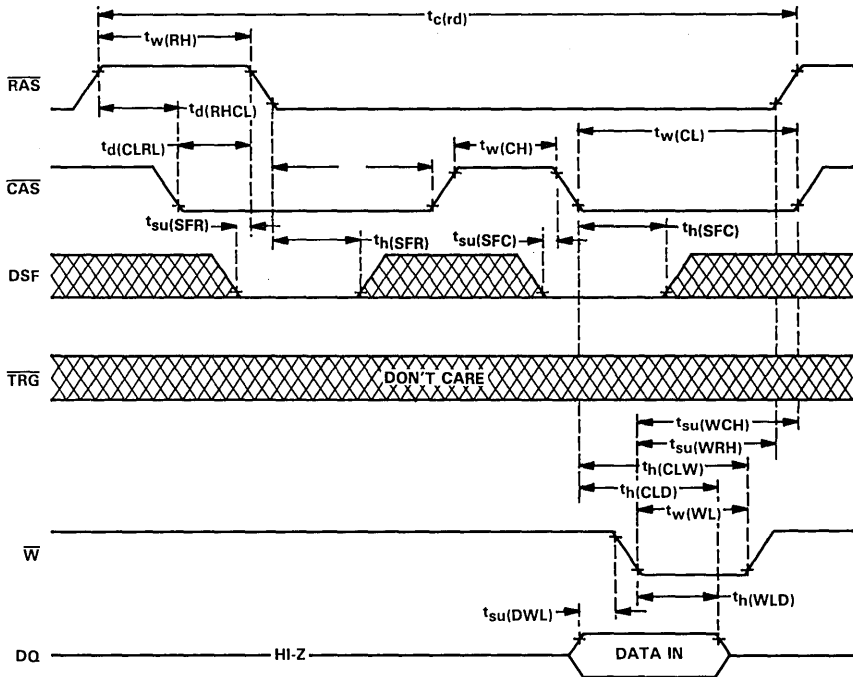 tc(rd)
tw(RH)
RAS
td(RHCL)
td(CLRL)
tw(CH)
tw(CL)
CAS
tsu(SFR)
th(SFR)
tsu(SFC)
th(SFC)
DSF
TRG
DON'T CARE
tsu(WCH)
tsu(WRH)
th(CLW)
th(CLD)
tw(WL)
W
tsu(DWL)
th(WLD)
DQ
HI-Z
DATA IN